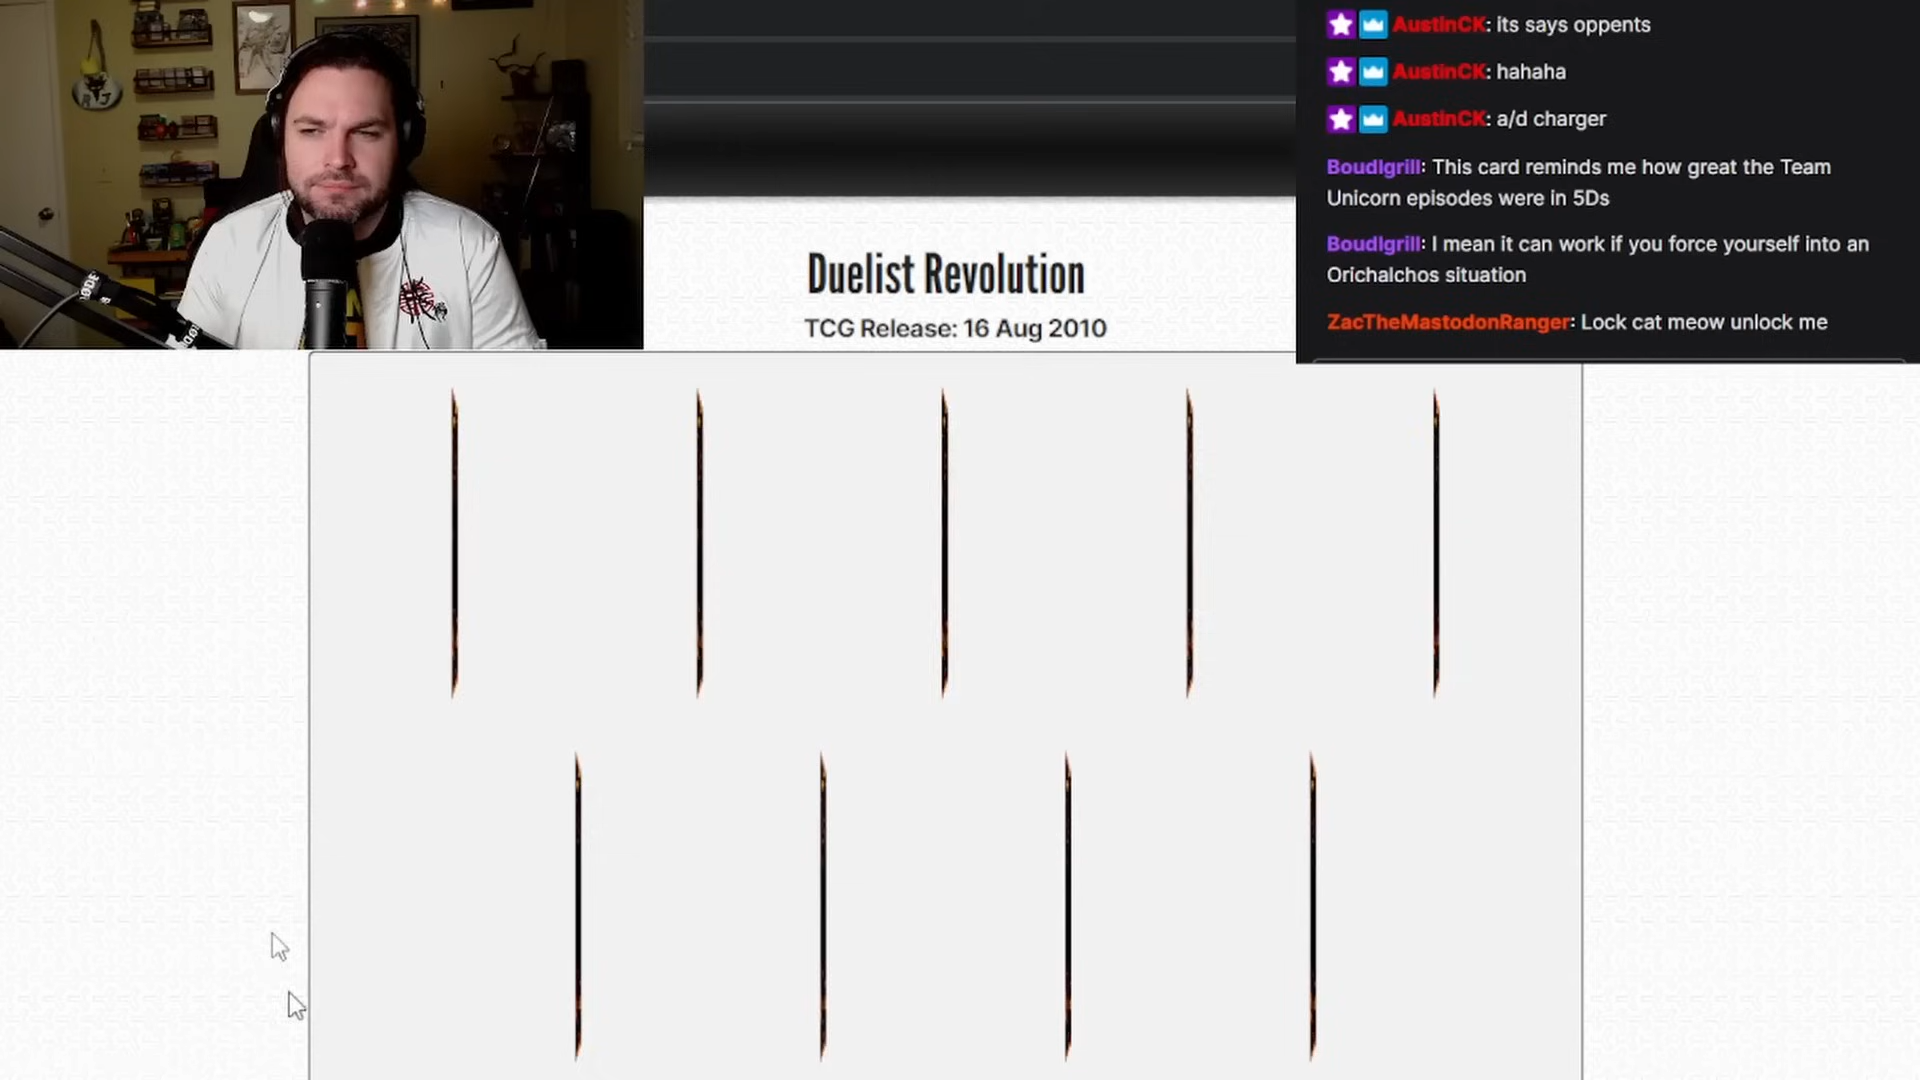 AustinCK: its says oppents
AustinCK: hahaha
AustinCK: a/d charger
Boudlgrill: This card reminds me how great the Team
Unicorn episodes were in 5Ds
Boudlgrill: I mean it can work if you force yourself into an
Orichalchos situation
ZacTheMastodonRanger: Lock cat meow unlock me
Duelist Revolution
TCG Release: 16 Aug 2010
RODE